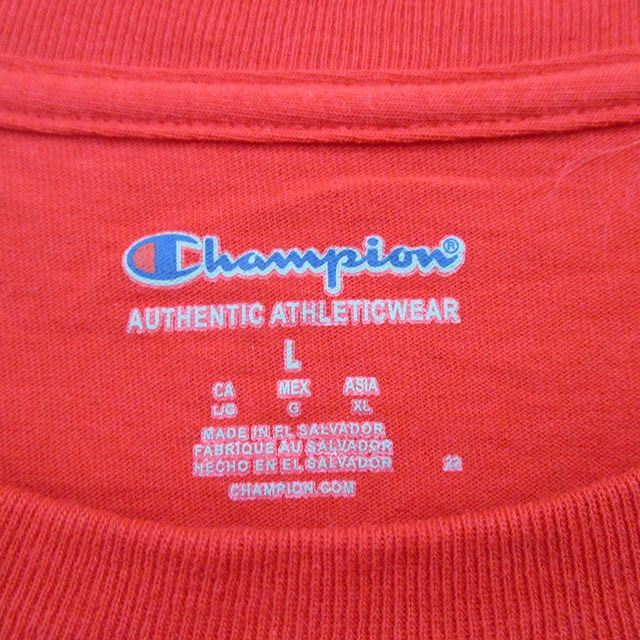 Champion®
AUTHENTIC ATHLETICWEAR
L
CA MEX ASIA
L/G G XL
MADE IN EL SALVADOR
FABRIQUE AU SALVADOR
HECHO EN EL SALVADOR 22
CHAMPION.COM